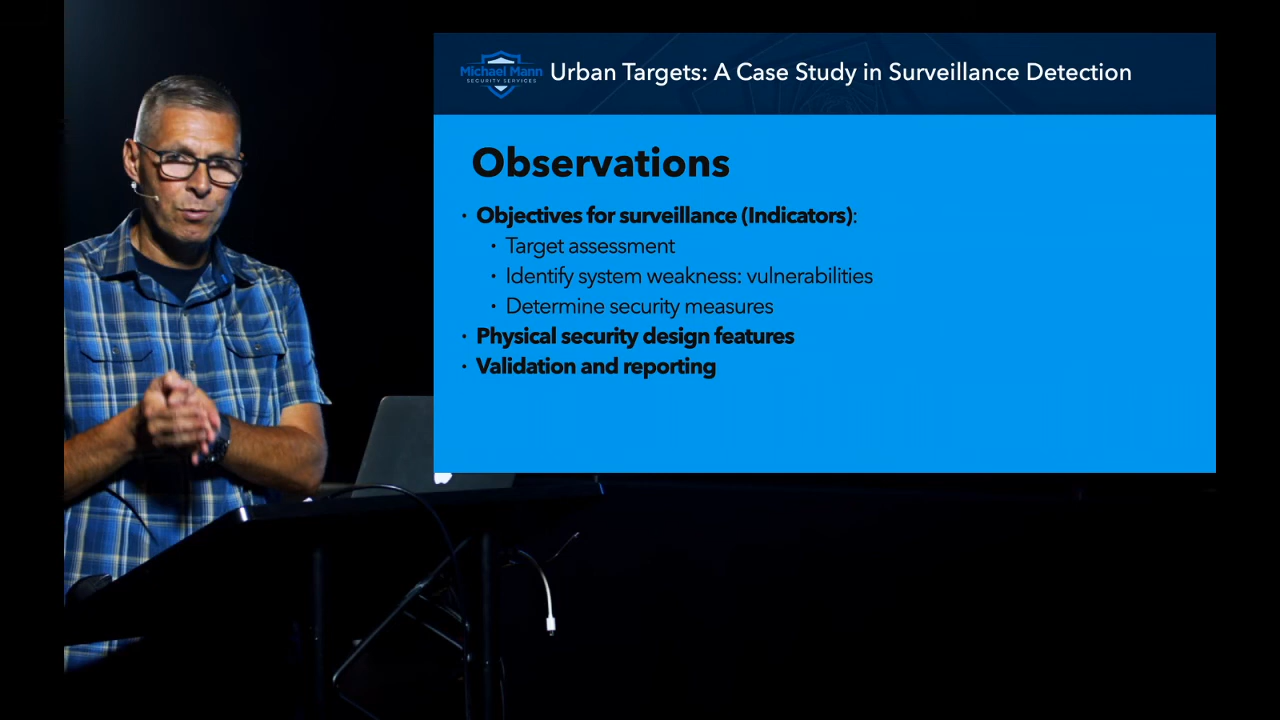 Michael Mann
SECURITY SERVICES
Urban Targets: A Case Study in Surveillance Detection
Observations
· Objectives for surveillance (Indicators):
· Target assessment
· Identify system weakness: vulnerabilities
· Determine security measures
· Physical security design features
· Validation and reporting